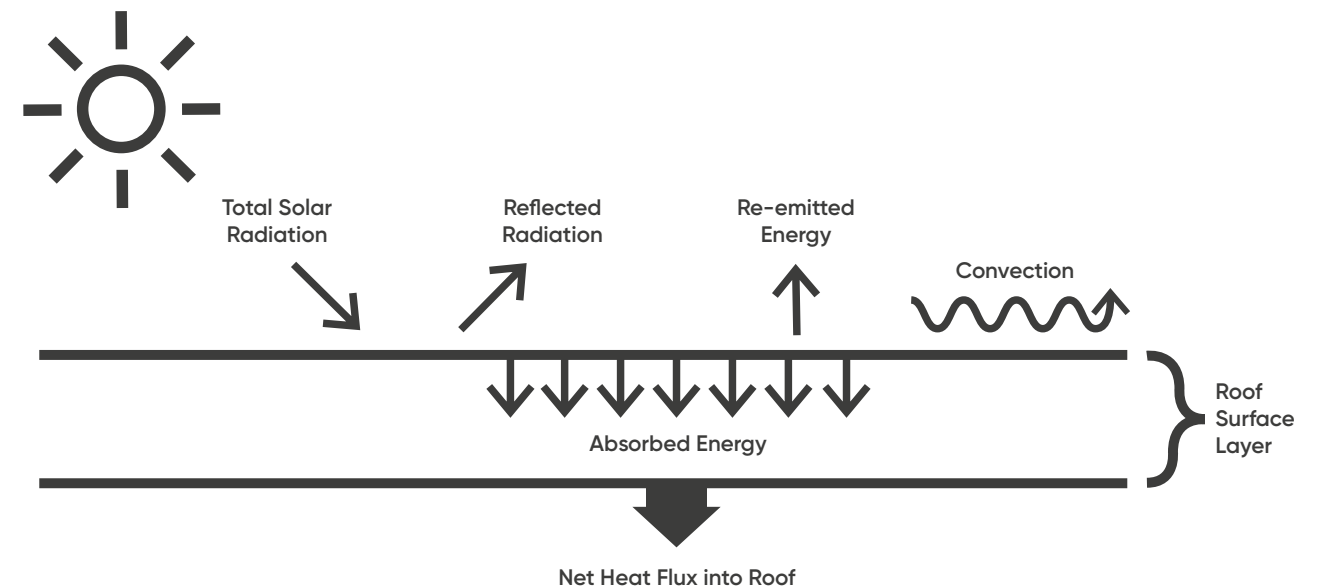 Total Solar
Radiation
Reflected
Radiation
Re-emitted
Energy
Convection
Roof
Surface
Layer
Absorbed Energy
Net Heat Flux into Roof